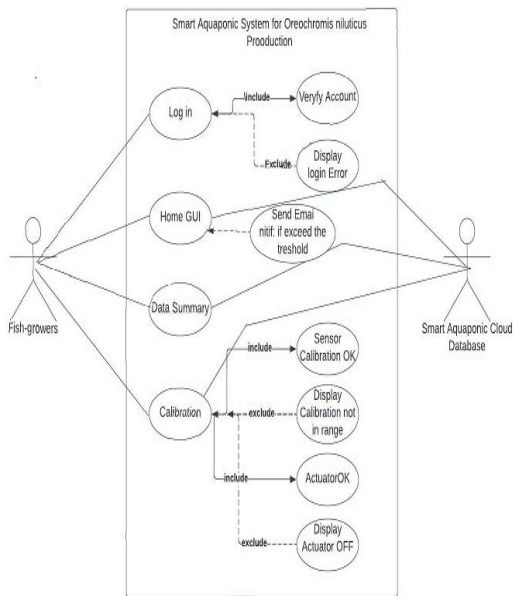 Smart Aquaponic System for Oreochromis niluticus
Prooduction
Log in
Include
Veryfy Account
Exclude
Display
login Error
Home GUI
Send Emai
nitif: if exceed the
treshold
Data Summary
Fish-growers
Smart Aquaponic Cloud
Database
Calibration
include
Sensor
Calibration OK
exclude
Display
Calibration not
in range
include
ActuatorOK
exclude
Display
Actuator OFF